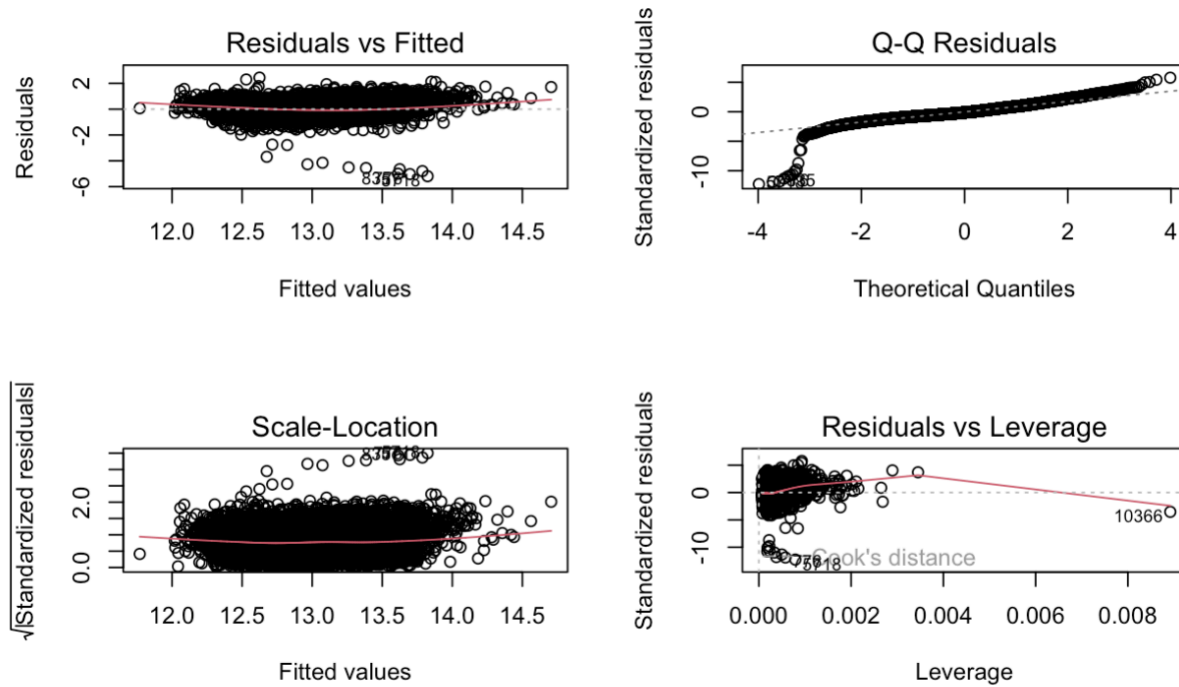 Residuals vs Fitted
Residuals
2
-2
-6
12.0 12.5 13.0 13.5 14.0 14.5
Fitted values
Q-Q Residuals
Standardized residuals
0
-10
-4 -2 0 2 4
Theoretical Quantiles
Scale-Location
√|Standardized residuals|
2.0
0.0
12.0 12.5 13.0 13.5 14.0 14.5
Fitted values
Residuals vs Leverage
Standardized residuals
0
-10
10366
Cook's distance
0.000 0.002 0.004 0.006 0.008
Leverage